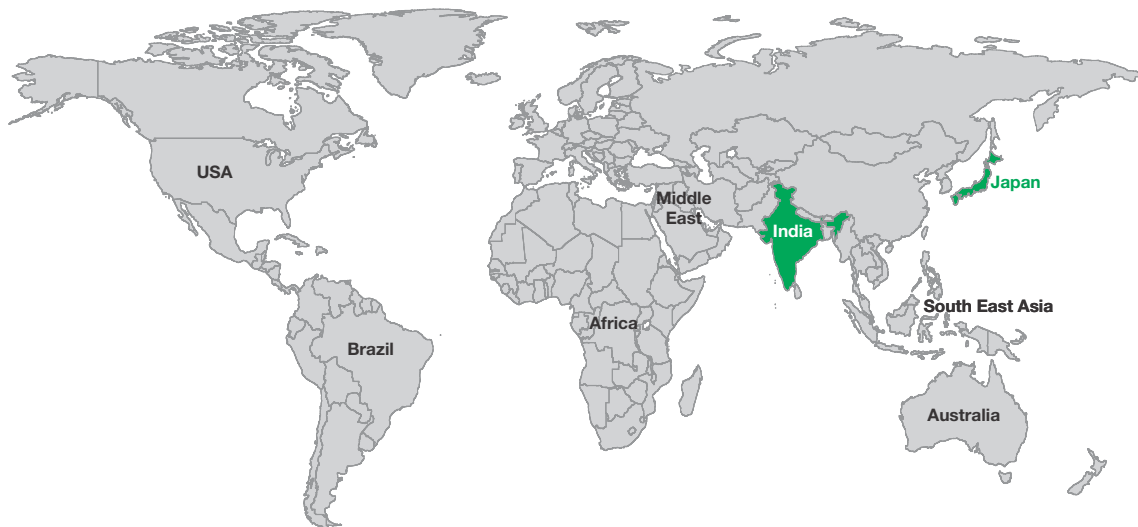 USA
Middle
East
Japan
India
South East Asia
Africa
Brazil
Australia